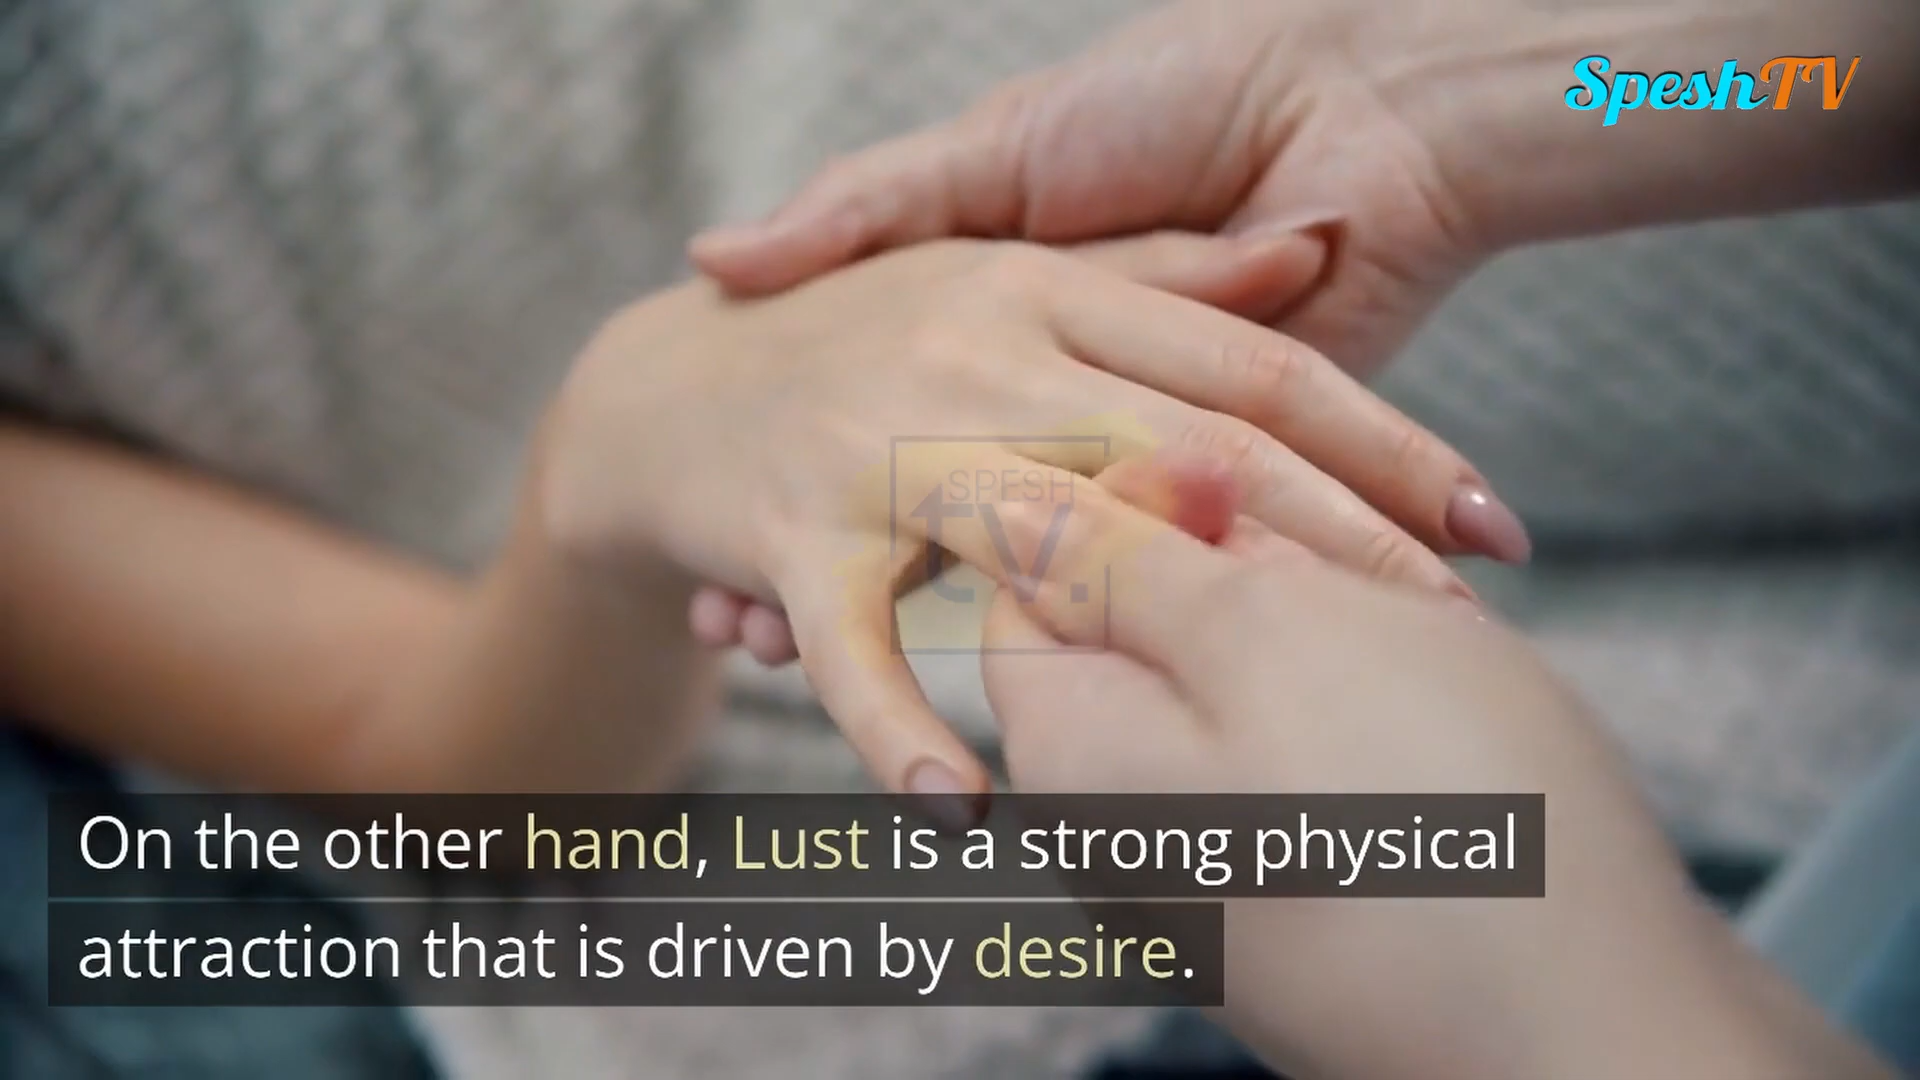 SpeshTV
SPESH
tv.
On the other hand, Lust is a strong physical
attraction that is driven by desire.